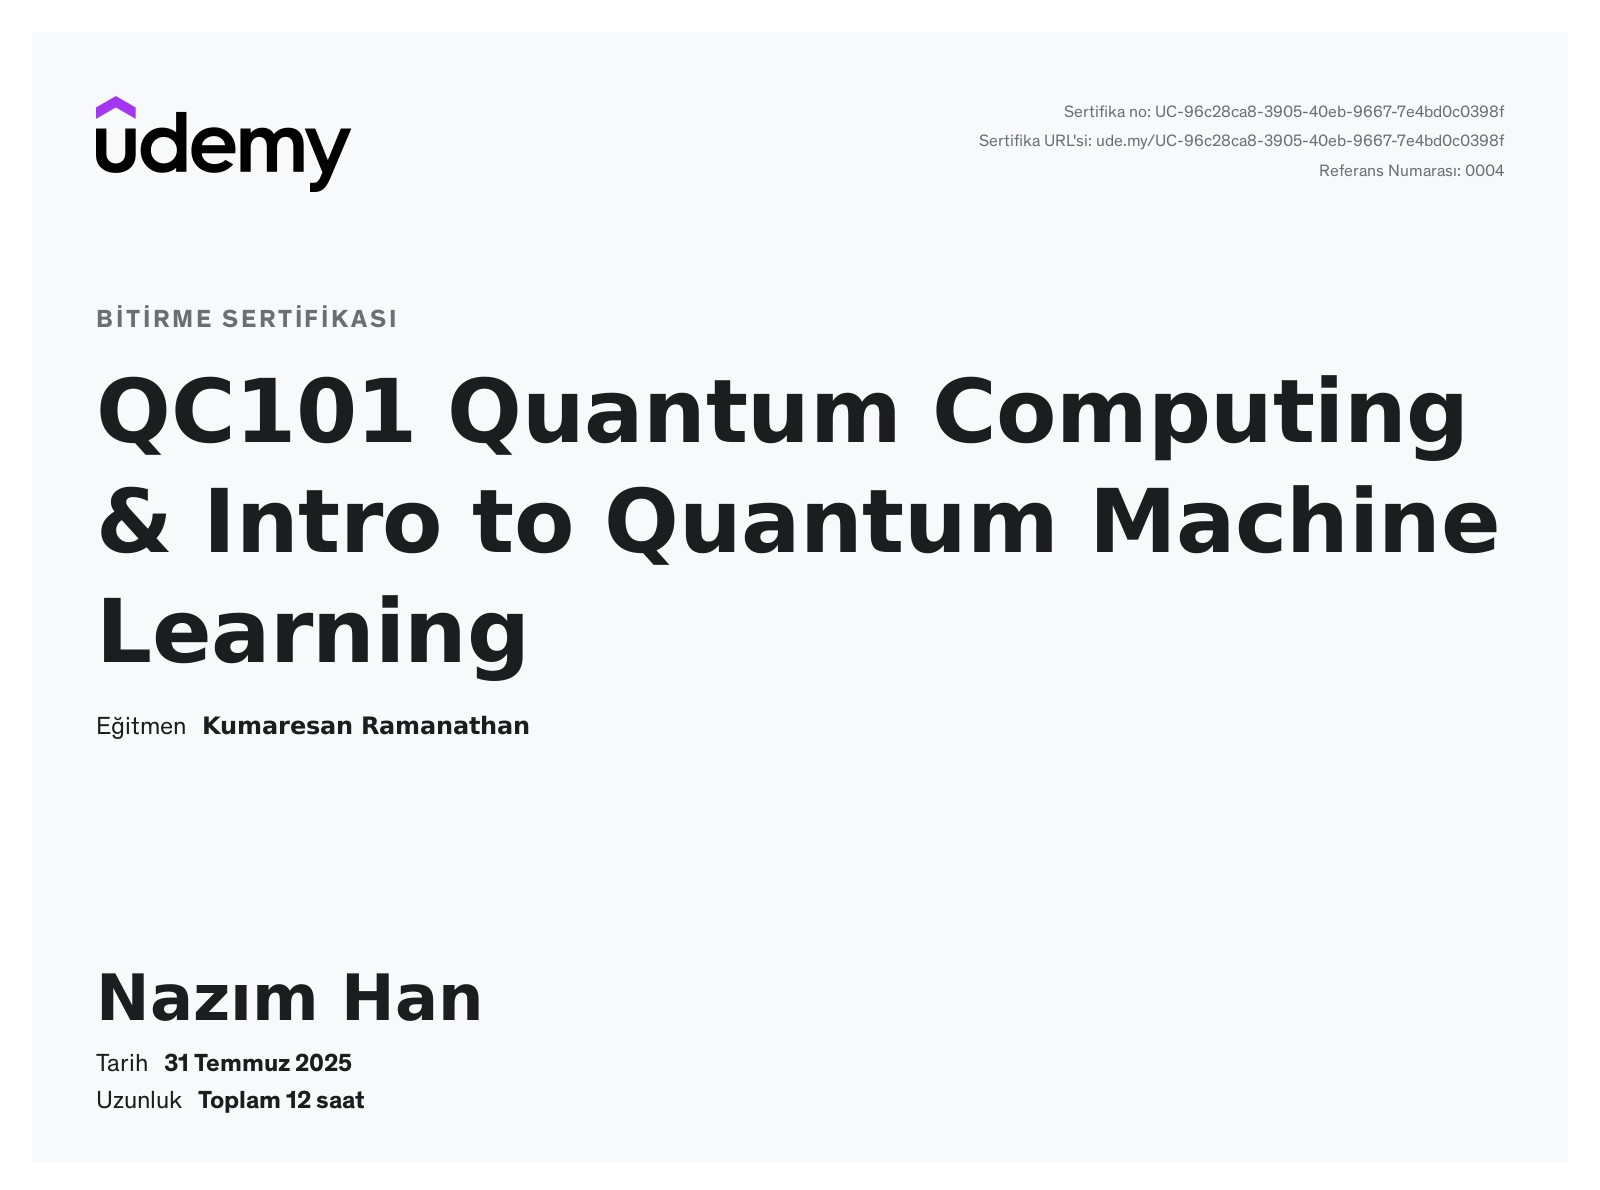 udemy
Sertifika no: UC-96c28ca8-3905-40eb-9667-7e4bd0c0398f
Sertifika URL'si: ude.my/UC-96c28ca8-3905-40eb-9667-7e4bd0c0398f
Referans Numarası: 0004
BİTİRME SERTİFİKASI
QC101 Quantum Computing
& Intro to Quantum Machine
Learning
Eğitmen Kumaresan Ramanathan
Nazım Han
Tarih 31 Temmuz 2025
Uzunluk Toplam 12 saat